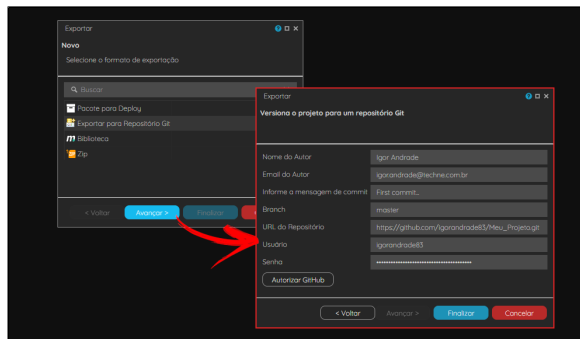 Exportar
Novo
Selecione o formato de exportação
Buscar
Pacote para Deploy
Exportar para Repositório Git
Biblioteca
Zip
< Voltar
Avançar >
Finalizar
Exportar
Versiona o projeto para um repositório Git
Nome do Autor
Igor Andrade
Email do Autor
igorandrade@techne.com.br
Informe a mensagem de commit
First commit..
Branch
master
URL do Repositório
https://github.com/igorandrade83/Meu_Projeto.git
Usuário
igorandrade83
Senha
Autorizar GitHub
< Voltar
Avançar >
Finalizar
Cancelar